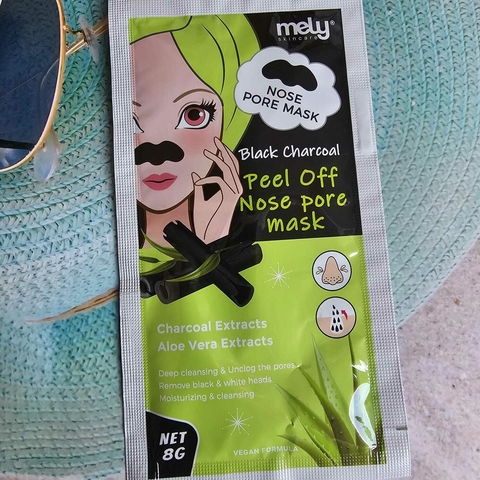 mely®
skincare
NOSE
PORE MASK
Black Charcoal
Peel Off
Nose pore
mask
Charcoal Extracts
Aloe Vera Extracts
Deep cleansing & Unclog the pores
Remove black & white heads
Moisturizing & cleansing
NET
8G
VEGAN FORMULA